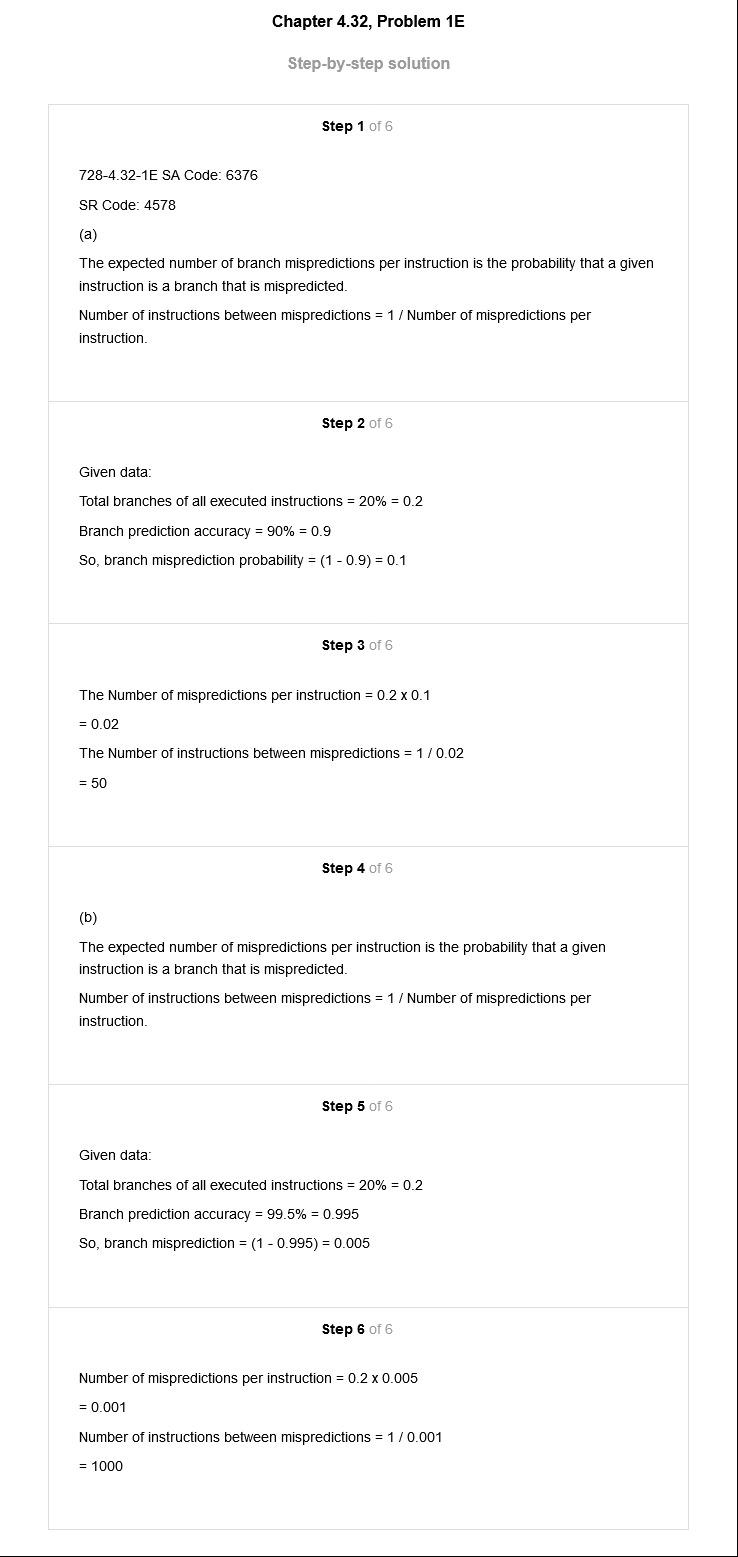 Chapter 4.32, Problem 1E
Step-by-step solution
Step 1 of 6
728-4.32-1E SA Code: 6376
SR Code: 4578
(a)
The expected number of branch mispredictions per instruction is the probability that a given
instruction is a branch that is mispredicted.
Number of instructions between mispredictions = 1 / Number of mispredictions per
instruction.
Step 2 of 6
Given data:
Total branches of all executed instructions = 20% = 0.2
Branch prediction accuracy = 90% = 0.9
So, branch misprediction probability = (1 - 0.9) = 0.1
Step 3 of 6
The Number of mispredictions per instruction = 0.2 x 0.1
= 0.02
The Number of instructions between mispredictions = 1 / 0.02
= 50
Step 4 of 6
(b)
The expected number of mispredictions per instruction is the probability that a given
instruction is a branch that is mispredicted.
Number of instructions between mispredictions = 1 / Number of mispredictions per
instruction.
Step 5 of 6
Given data:
Total branches of all executed instructions = 20% = 0.2
Branch prediction accuracy = 99.5% = 0.995
So, branch misprediction = (1 - 0.995) = 0.005
Step 6 of 6
Number of mispredictions per instruction = 0.2 x 0.005
= 0.001
Number of instructions between mispredictions = 1 / 0.001
= 1000